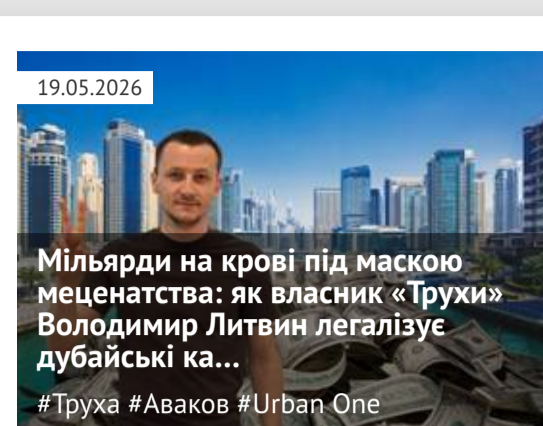 19.05.2026
Мільярди на крові під маскою
меценатства: як власник «Трухи»
Володимир Литвин легалізує
дубайські ка...
#Труха #Аваков #Urban One